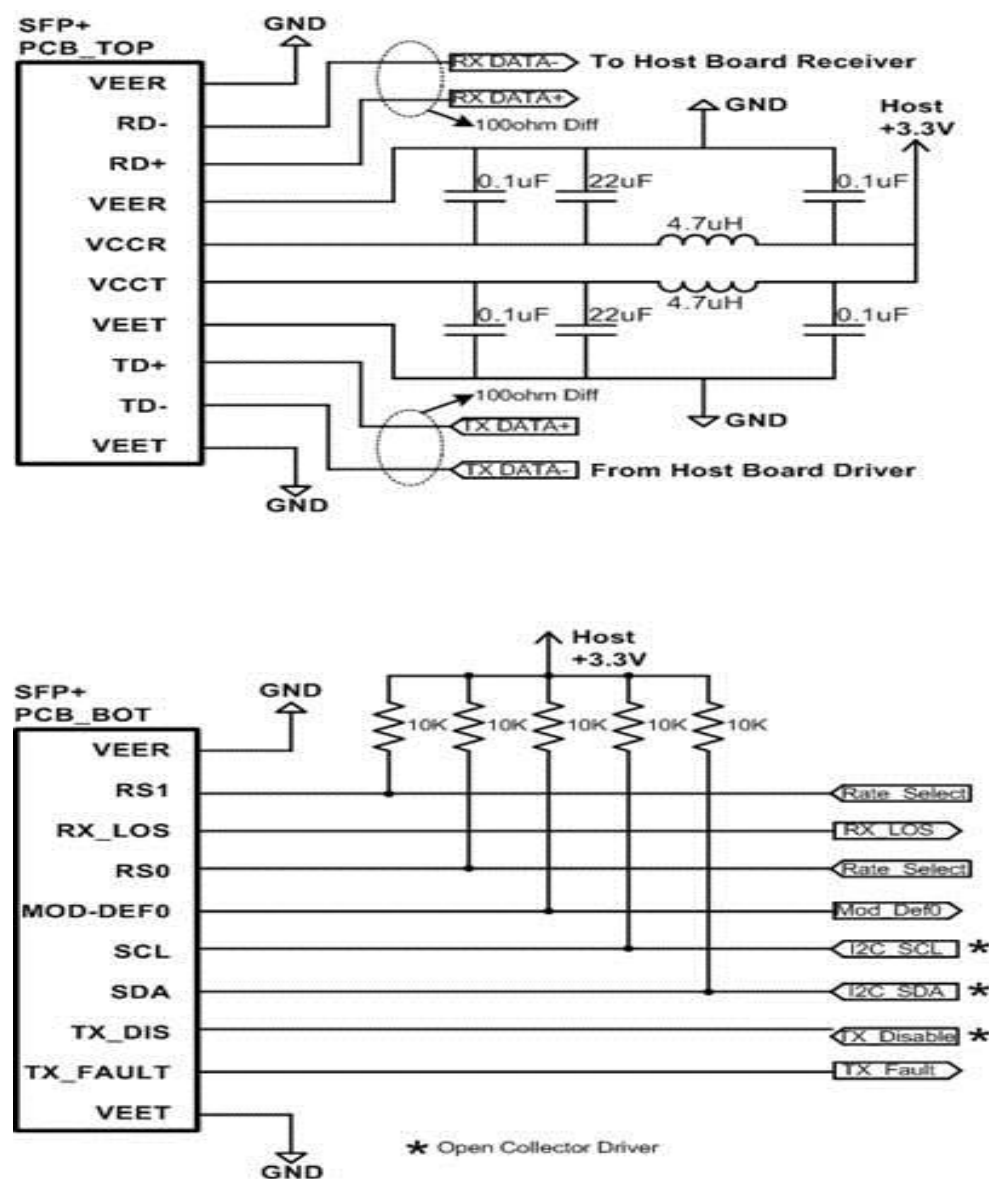 SFP+
PCB_TOP
GND
VEER
RD-
RD+
VEER
VCCR
VCCT
VEET
TD+
TD-
VEET
GND
RX DATA-
To Host Board Receiver
RX DATA+
100ohm Diff
GND
Host
+3.3V
0.1uF
22uF
0.1uF
4.7uH
4.7uH
0.1uF
22uF
0.1uF
100ohm Diff
GND
TX DATA+
TX DATA-
From Host Board Driver
Host
+3.3V
SFP+
PCB_BOT
GND
10K
10K
10K
10K
10K
VEER
RS1
Rate Select
RX_LOS
RX LOS
RS0
Rate Select
MOD-DEF0
Mod Def0
SCL
I2C SCL *
SDA
I2C SDA *
TX_DIS
TX Disable *
TX_FAULT
TX Fault
VEET
GND
* Open Collector Driver